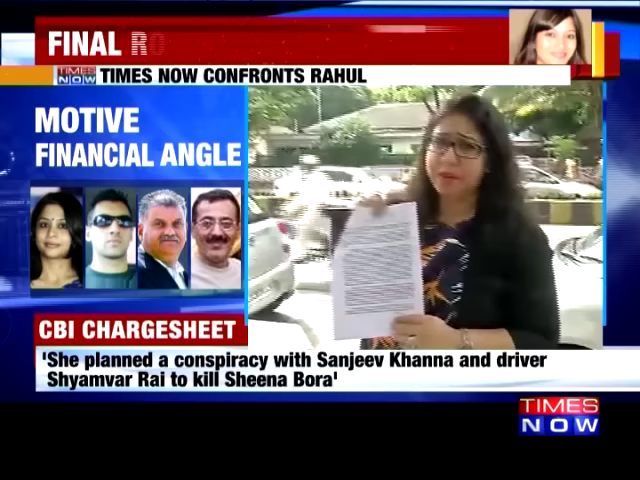 FINAL RO
TIMES NOW
TIMES NOW CONFRONTS RAHUL
MOTIVE
FINANCIAL ANGLE
CBI CHARGESHEET
'She planned a conspiracy with Sanjeev Khanna and driver
Shyamvar Rai to kill Sheena Bora'
TIMES
NOW